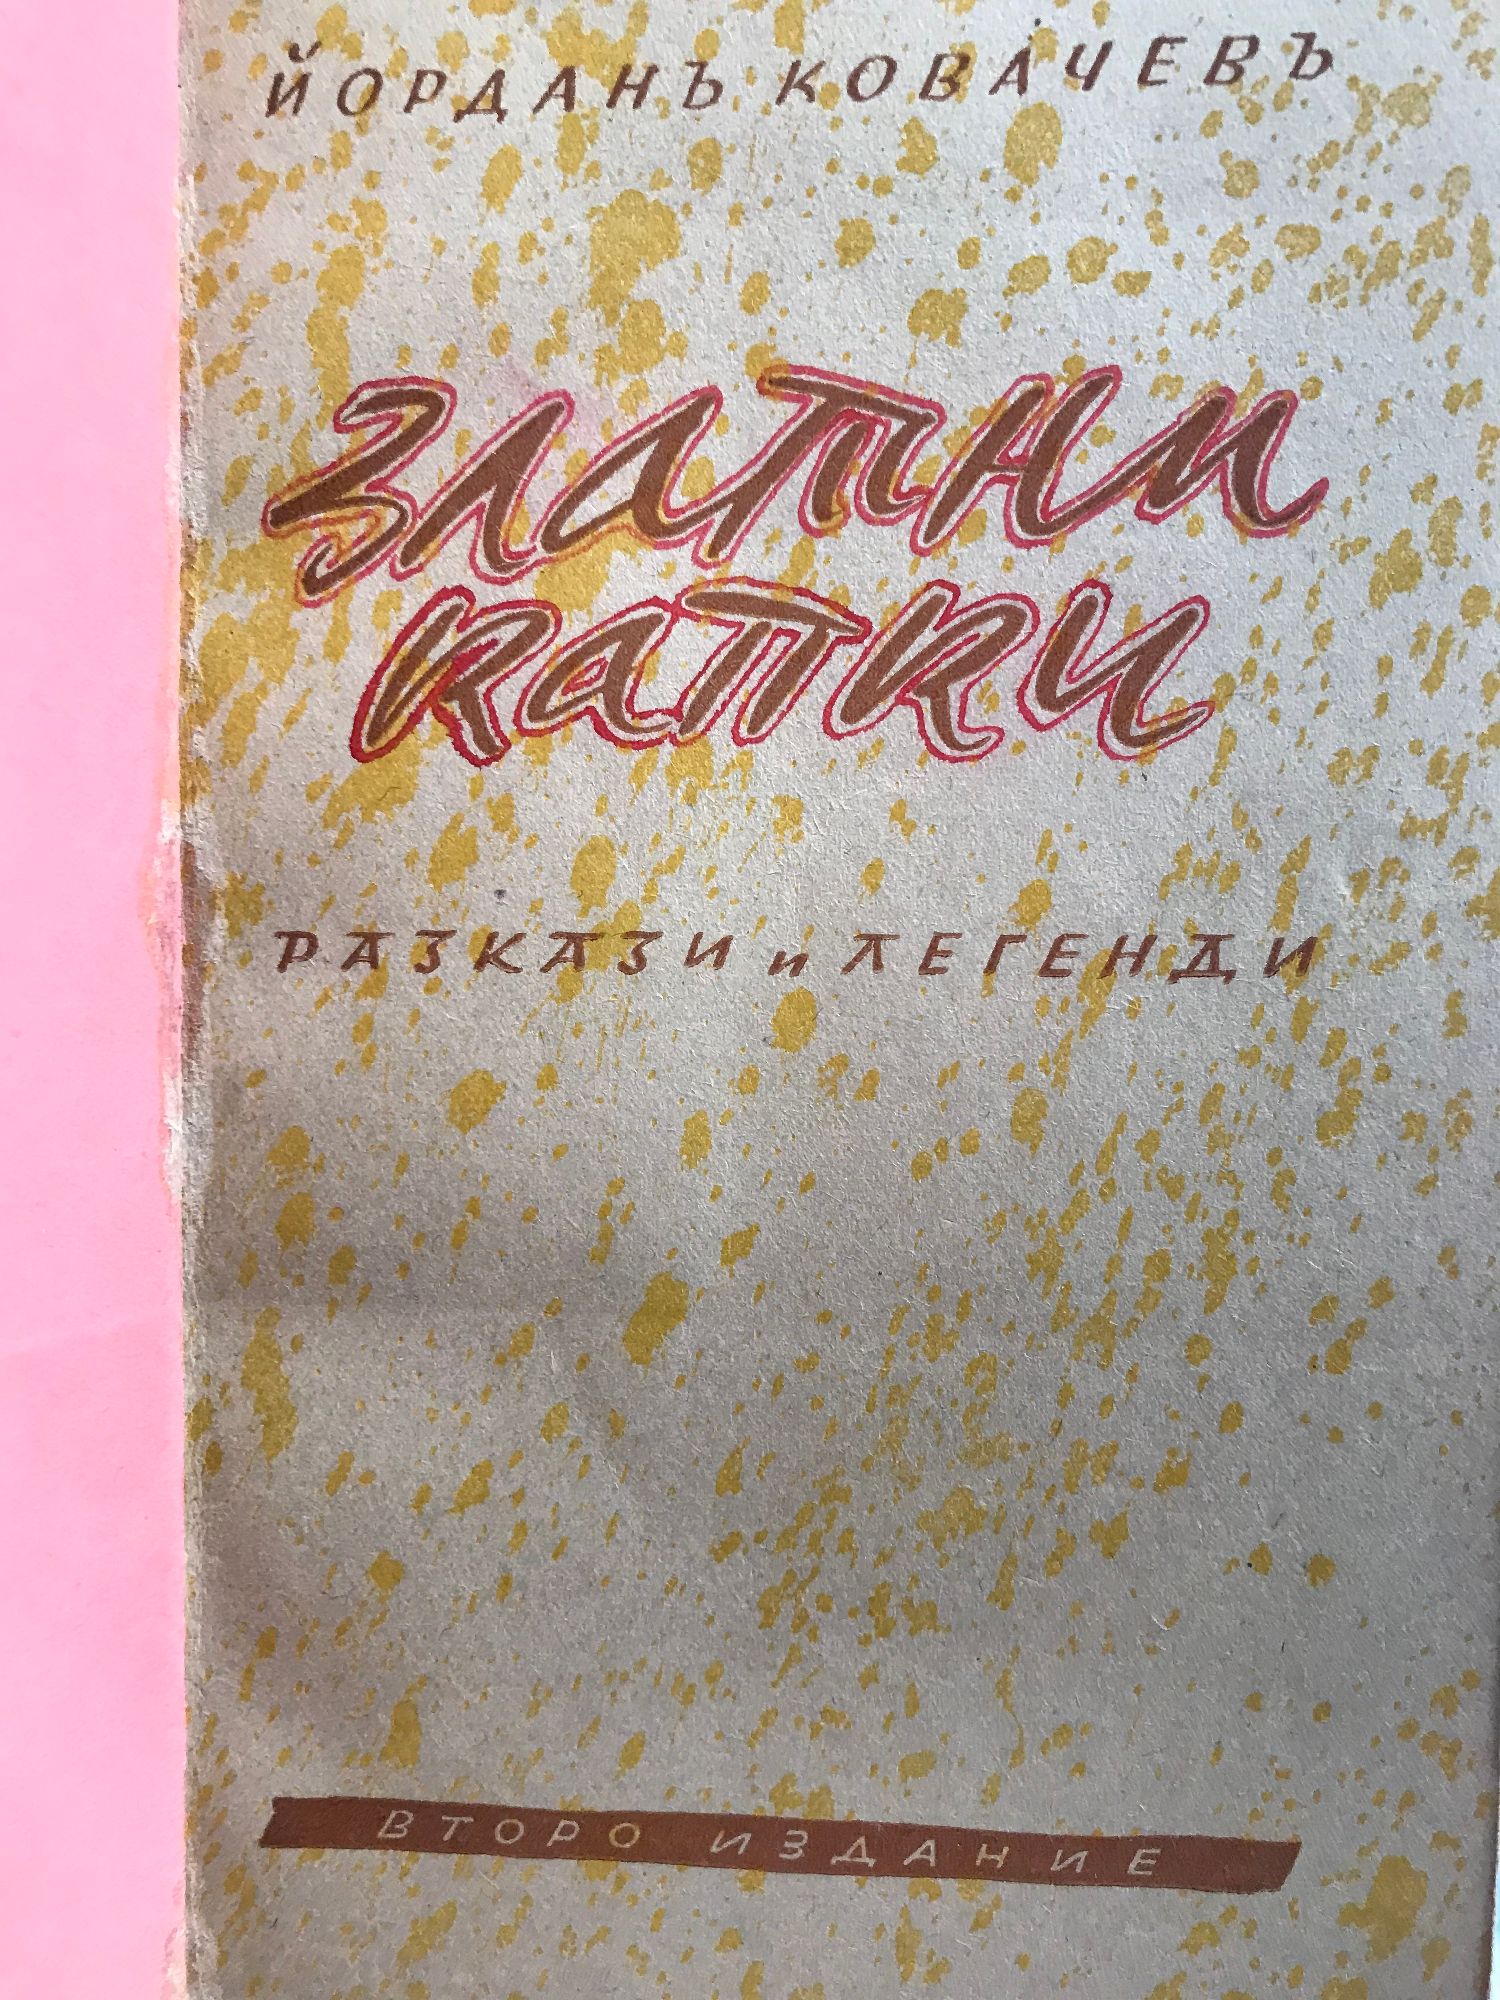 ЙОРДАНЪ КОВАЧЕВЪ
ЗЛАТНИ
КАПКИ
РАЗКАЗИ и ЛЕГЕНДИ
ВТОРО ИЗДАНИЕ